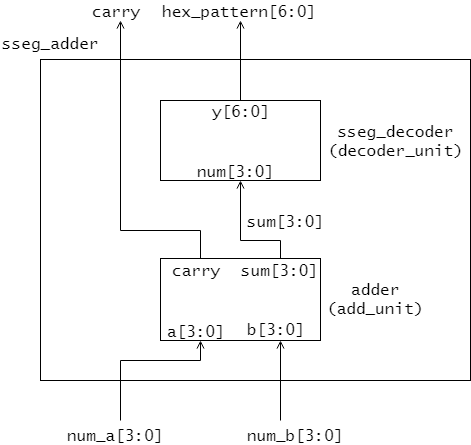 carry hex_pattern[6:0]
sseg_adder
y[6:0]
sseg_decoder
(decoder_unit)
num[3:0]
sum[3:0]
carry sum[3:0]
adder
(add_unit)
a[3:0] b[3:0]
num_a[3:0] num_b[3:0]